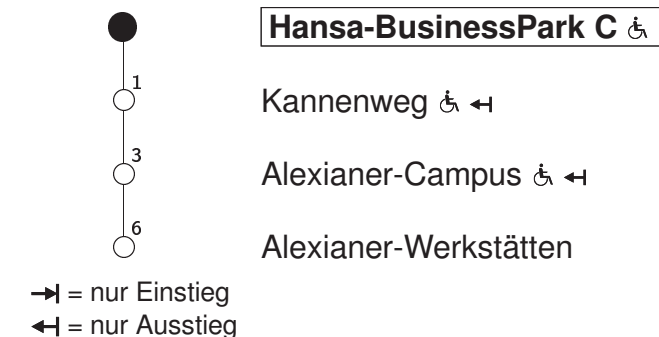 Hansa-BusinessPark C
1
Kannenweg
3
Alexianer-Campus
6
Alexianer-Werkstätten
= nur Einstieg
= nur Ausstieg